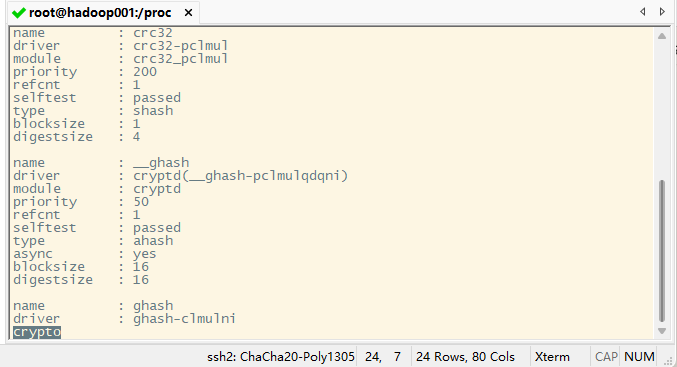 root@hadoop001:/proc
name : crc32
driver : crc32-pclmul
module : crc32_pclmul
priority : 200
refcnt : 1
selftest : passed
type : shash
blocksize : 1
digestsize : 4
name : __ghash
driver : cryptd(__ghash-pclmulqdqni)
module : cryptd
priority : 50
refcnt : 1
selftest : passed
type : ahash
async : yes
blocksize : 16
digestsize : 16
name : ghash
driver : ghash-clmulni
crypto
ssh2: ChaCha20-Poly1305 24, 7 24 Rows, 80 Cols Xterm CAP NUM